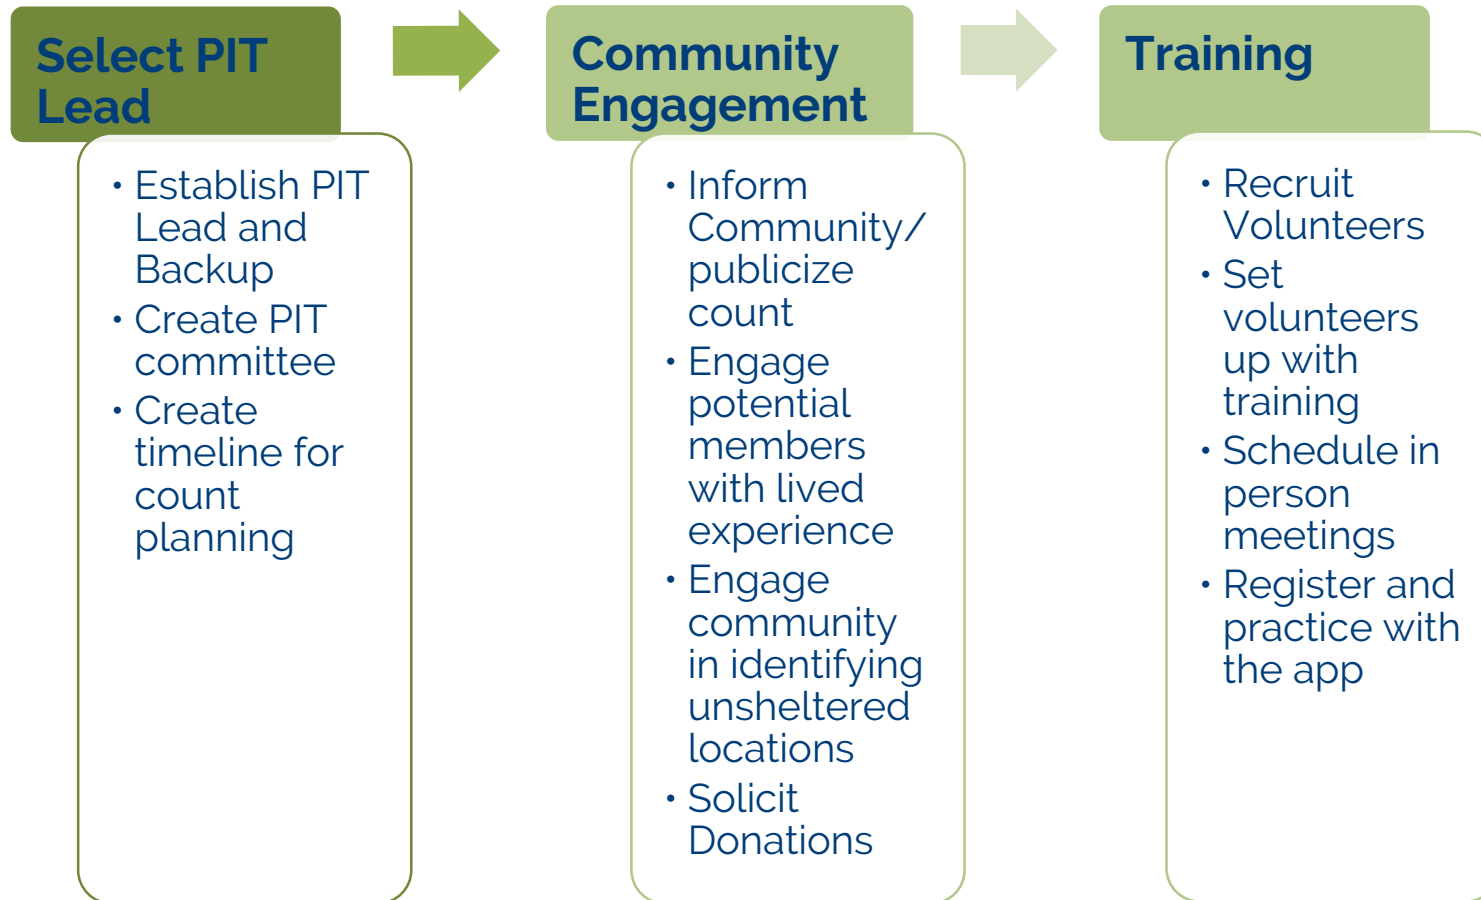 Select PIT
Lead
• Establish PIT
Lead and
Backup
• Create PIT
committee
• Create
timeline for
count
planning
Community
Engagement
• Inform
Community/
publicize
count
• Engage
potential
members
with lived
experience
• Engage
community
in identifying
unsheltered
locations
• Solicit
Donations
Training
• Recruit
Volunteers
• Set
volunteers
up with
training
• Schedule in
person
meetings
• Register and
practice with
the app